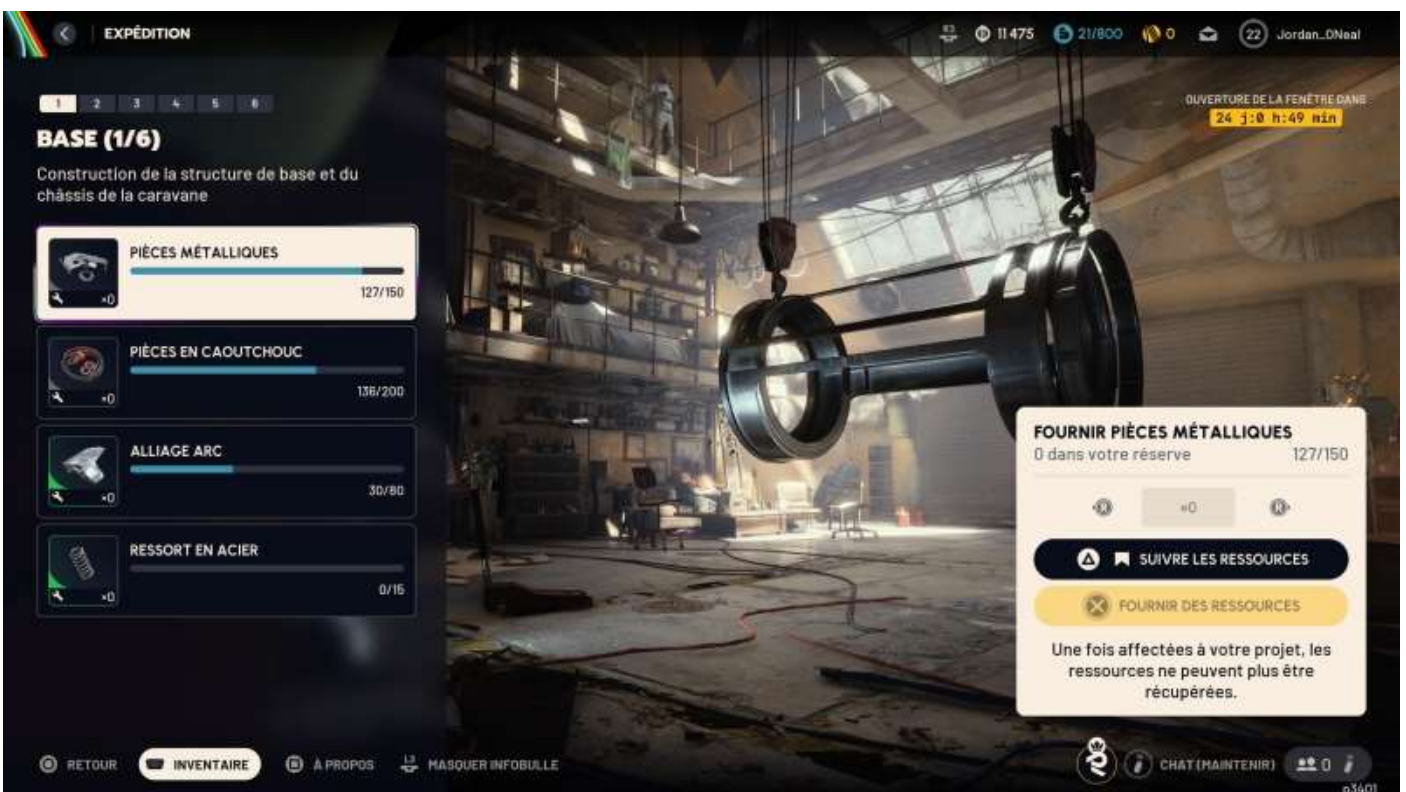 EXPÉDITION
11 475
21/800
0
22
Jordan_ONeal
1 2 3 4 5 6
BASE (1/6)
Construction de la structure de base et du
châssis de la caravane
OUVERTURE DE LA FENÊTRE DANS
24 j:0 h:49 min
PIÈCES MÉTALLIQUES
×0
127/150
PIÈCES EN CAOUTCHOUC
×0
136/200
ALLIAGE ARC
×0
30/80
RESSORT EN ACIER
×0
0/15
FOURNIR PIÈCES MÉTALLIQUES
0 dans votre réserve 127/150
×0
SUIVRE LES RESSOURCES
FOURNIR DES RESSOURCES
Une fois affectées à votre projet, les
ressources ne peuvent plus être
récupérées.
RETOUR
INVENTAIRE
À PROPOS
L3 MASQUER INFOBULLE
CHAT (MAINTENIR)
0
p3401